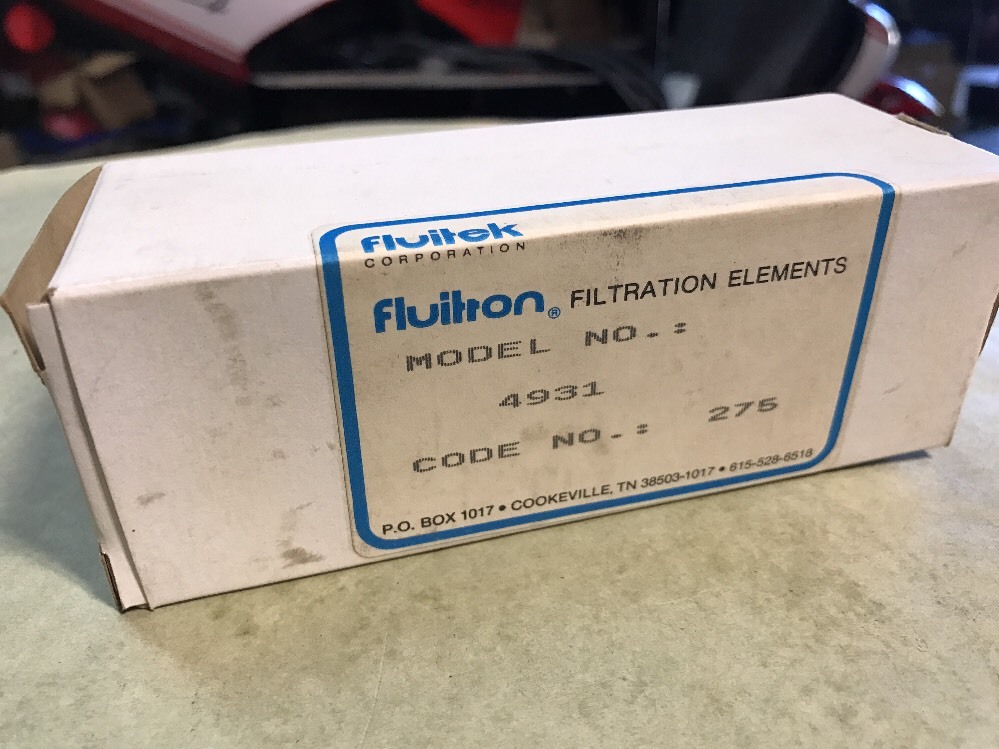 Fluitek
CORPORATION
Fluitron® FILTRATION ELEMENTS
MODEL NO.:
4931
CODE NO.: 275
P.O. BOX 1017 • COOKEVILLE, TN 38503-1017 • 615-528-6518